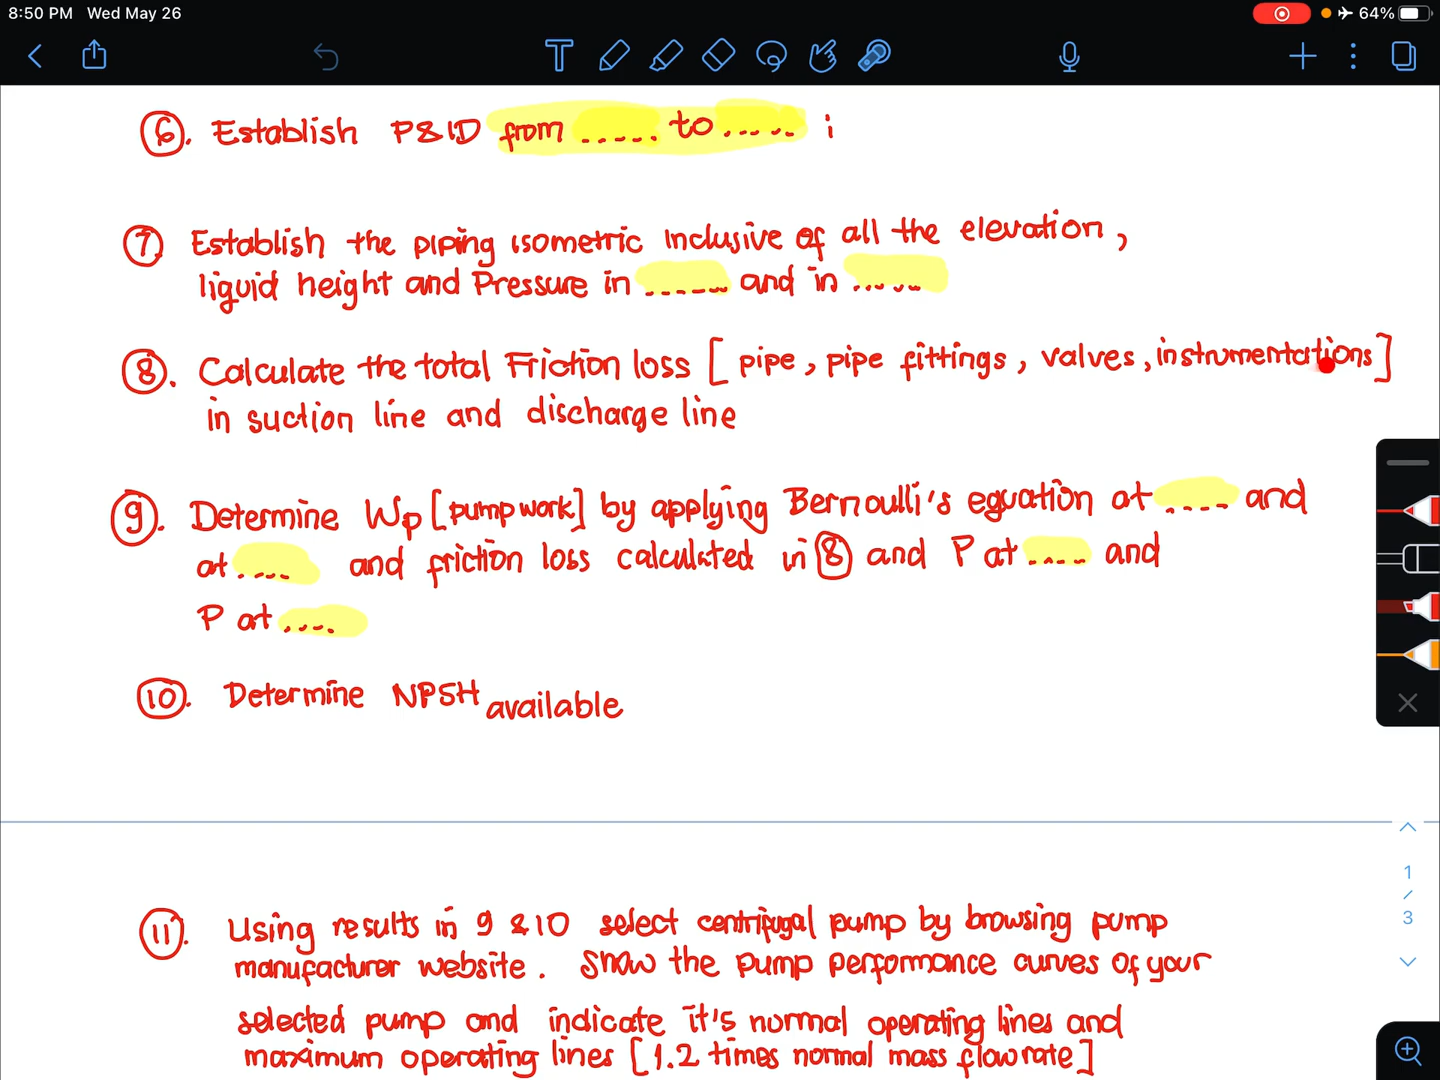 8:50 PM Wed May 26
64%
⑥. Establish P&ID from ..... to ..... ;
⑦ Establish the piping isometric inclusive of all the elevation,
liquid height and Pressure in ...... and in .....
⑧. Calculate the total Friction loss [ pipe, pipe fittings, valves, instrumentations]
in suction line and discharge line
⑨. Determine Wp [pump work] by applying Bernoulli's equation at .... and
at .... and friction loss calculated in ⑧ and P at .... and
P at ....
⑩. Determine NPSH available
1
/
3
⑪. Using results in 9 & 10 select centrifugal pump by browsing pump
manufacturer website. Show the pump performance curves of your
selected pump and indicate it's normal operating lines and
maximum operating lines [1.2 times normal mass flowrate]